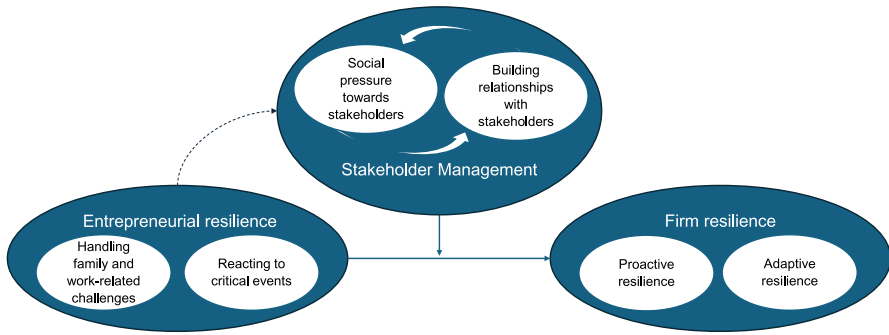 Social
pressure
towards
stakeholders
Building
relationships
with
stakeholders
Stakeholder Management
Entrepreneurial resilience
Handling
family and
work-related
challenges
Reacting to
critical events
Firm resilience
Proactive
resilience
Adaptive
resilience